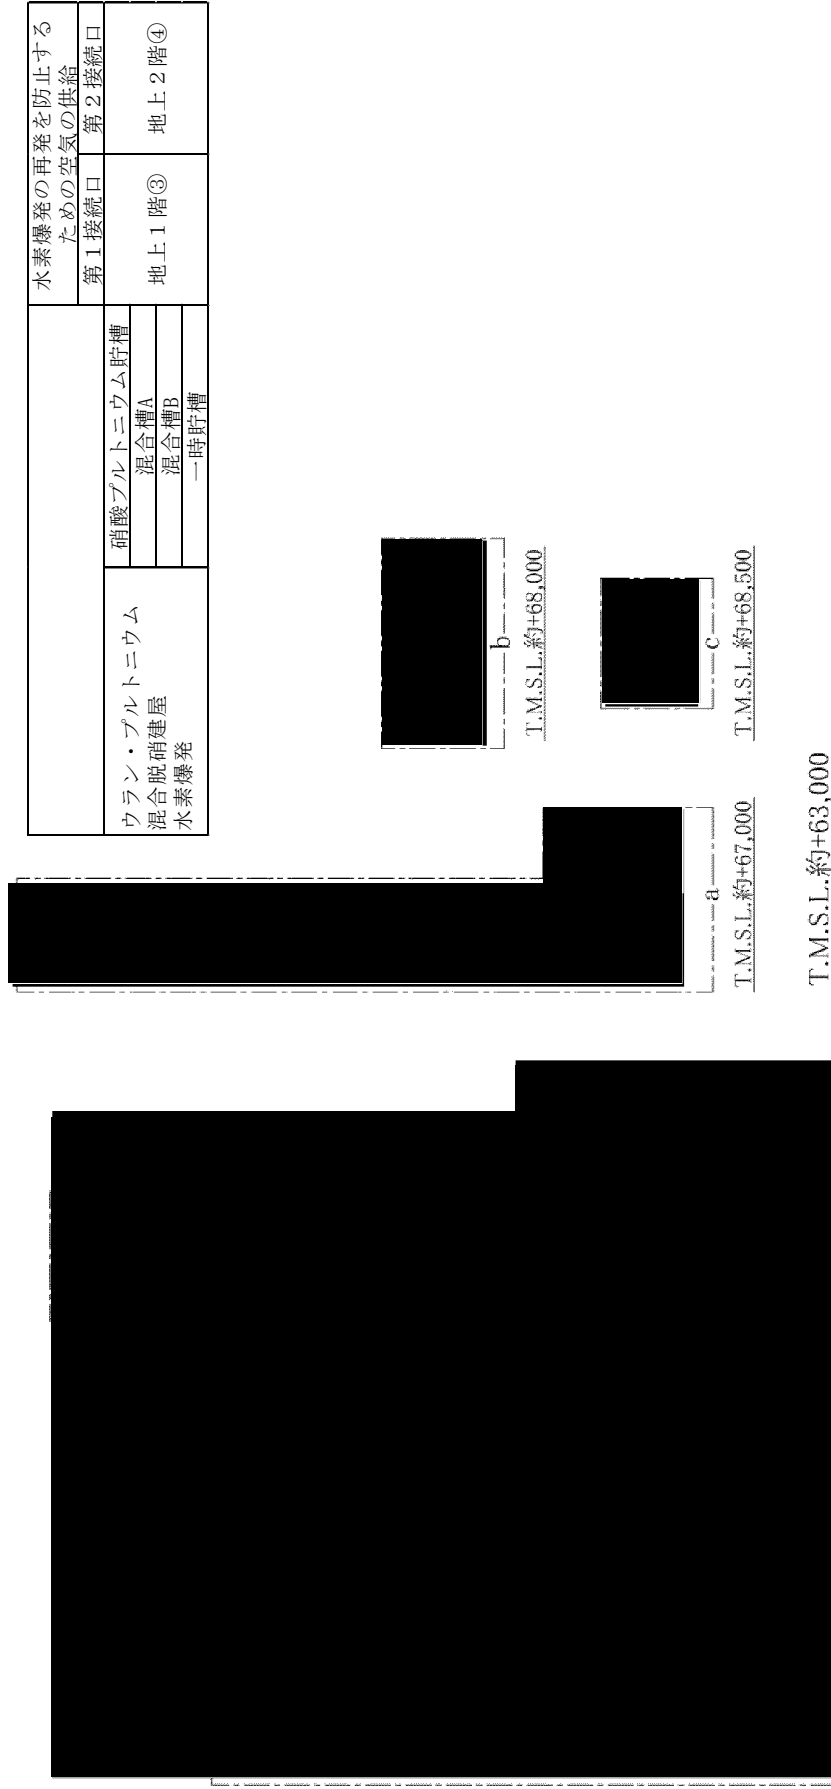 水素爆発の再発を防止する
ための空気の供給
第1接続口
第2接続口
ウラン・プルトニウム
混合脱硝建屋
水素爆発
硝酸プルトニウム貯槽
混合槽A
混合槽B
一時貯槽
地上1階③
地上2階④
a
T.M.S.L.約+67,000
b
T.M.S.L.約+68,000
c
T.M.S.L.約+68,500
T.M.S.L.約+63,000